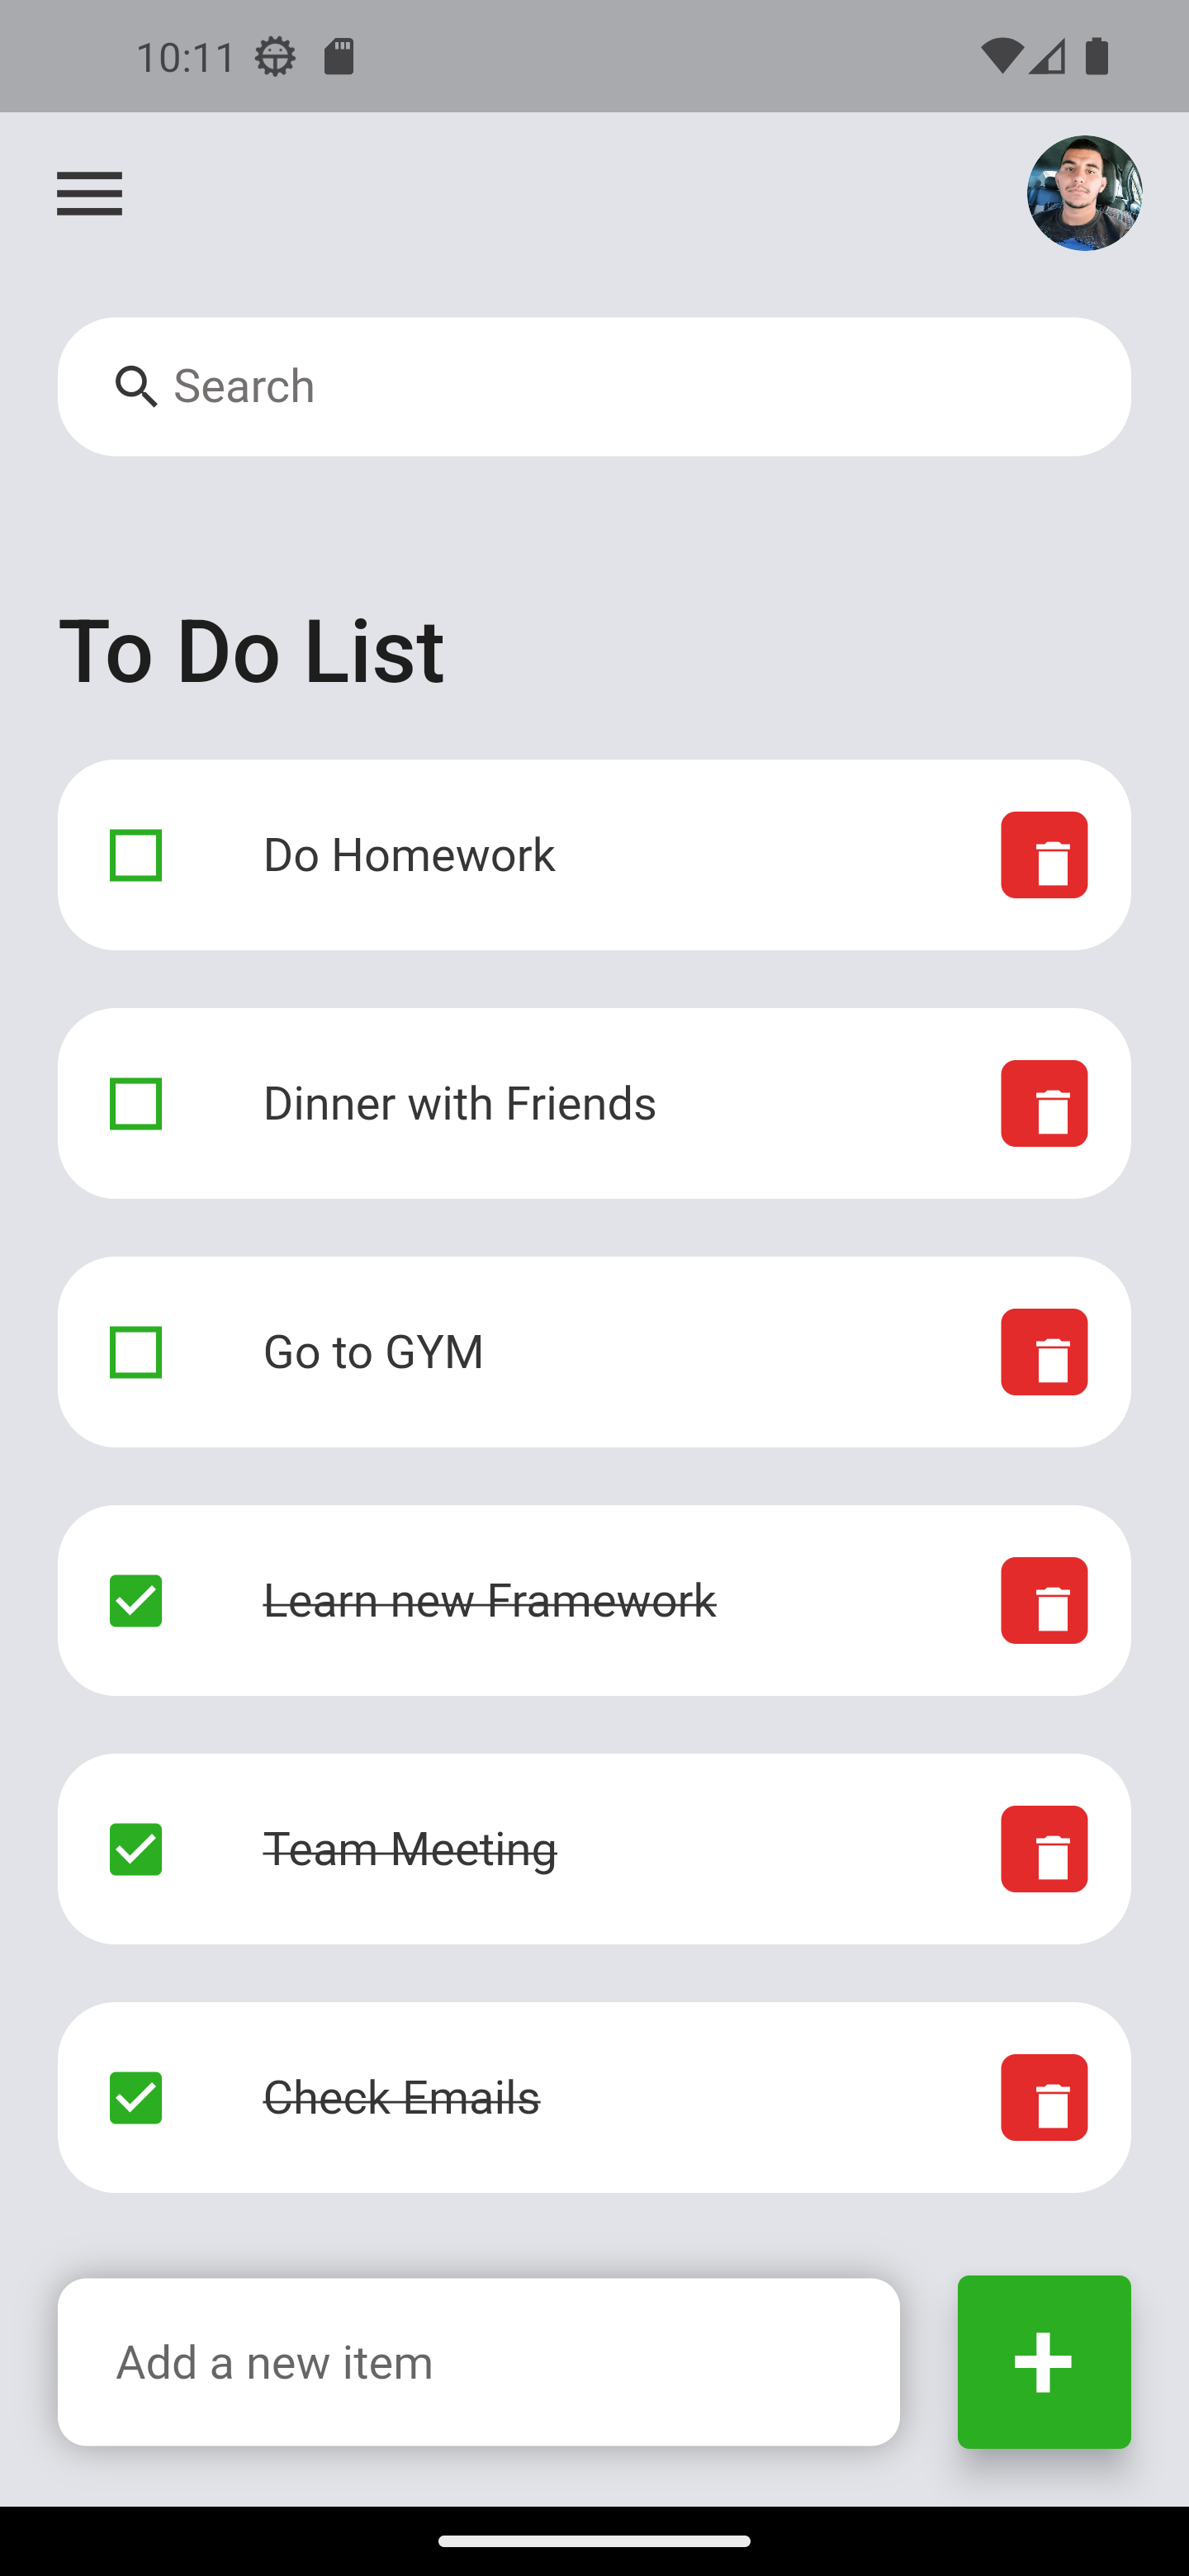 10:11
Search
To Do List
Do Homework
Dinner with Friends
Go to GYM
Learn new Framework
Team Meeting
Check Emails
Add a new item